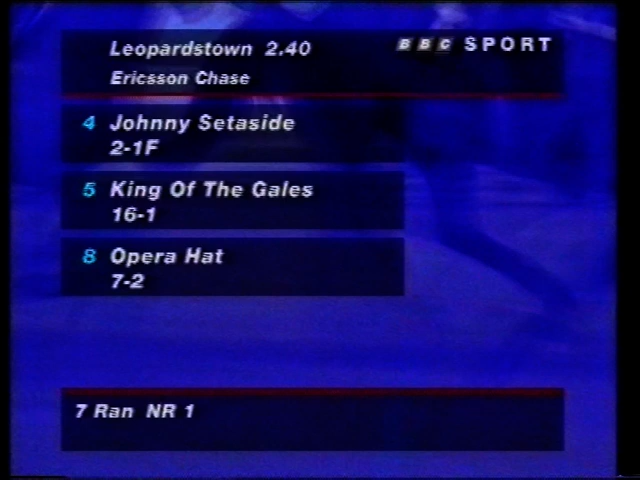 Leopardstown 2.40 BBC SPORT
Ericsson Chase
4 Johnny Setaside
2-1F
5 King Of The Gales
16-1
8 Opera Hat
7-2
7 Ran NR 1